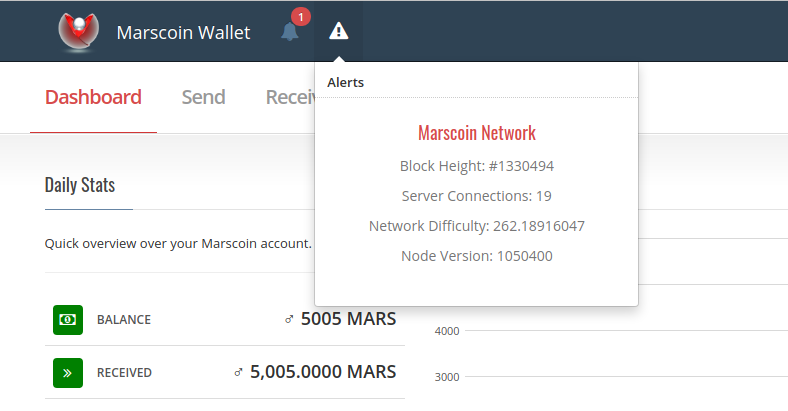 Marscoin Wallet
1
Alerts
Marscoin Network
Block Height: #1330494
Server Connections: 19
Network Difficulty: 262.18916047
Node Version: 1050400
Dashboard Send
Daily Stats
Quick overview over your Marscoin account.
BALANCE ♂ 5005 MARS
RECEIVED ♂ 5,005.0000 MARS
4000
3000